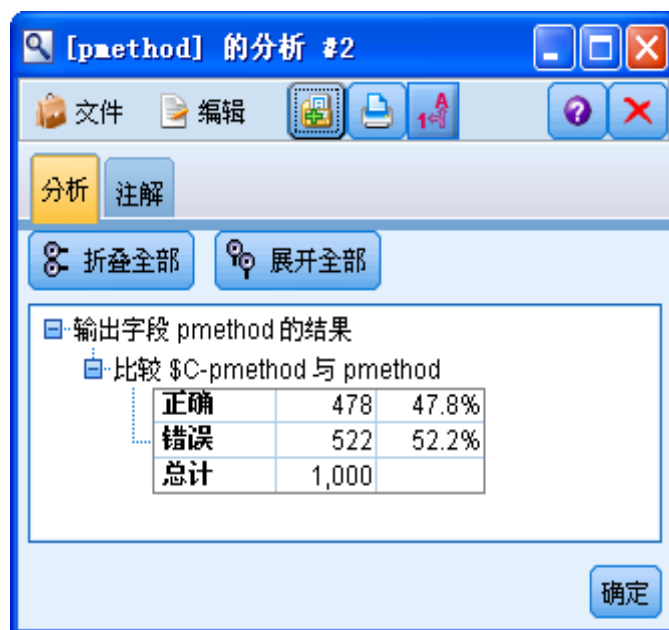 [pmethod] 的分析 #2
文件 编辑
分析 注解
折叠全部 展开全部
输出字段 pmethod 的结果
比较 $C-pmethod 与 pmethod
正确 478 47.8%
错误 522 52.2%
总计 1,000
确定